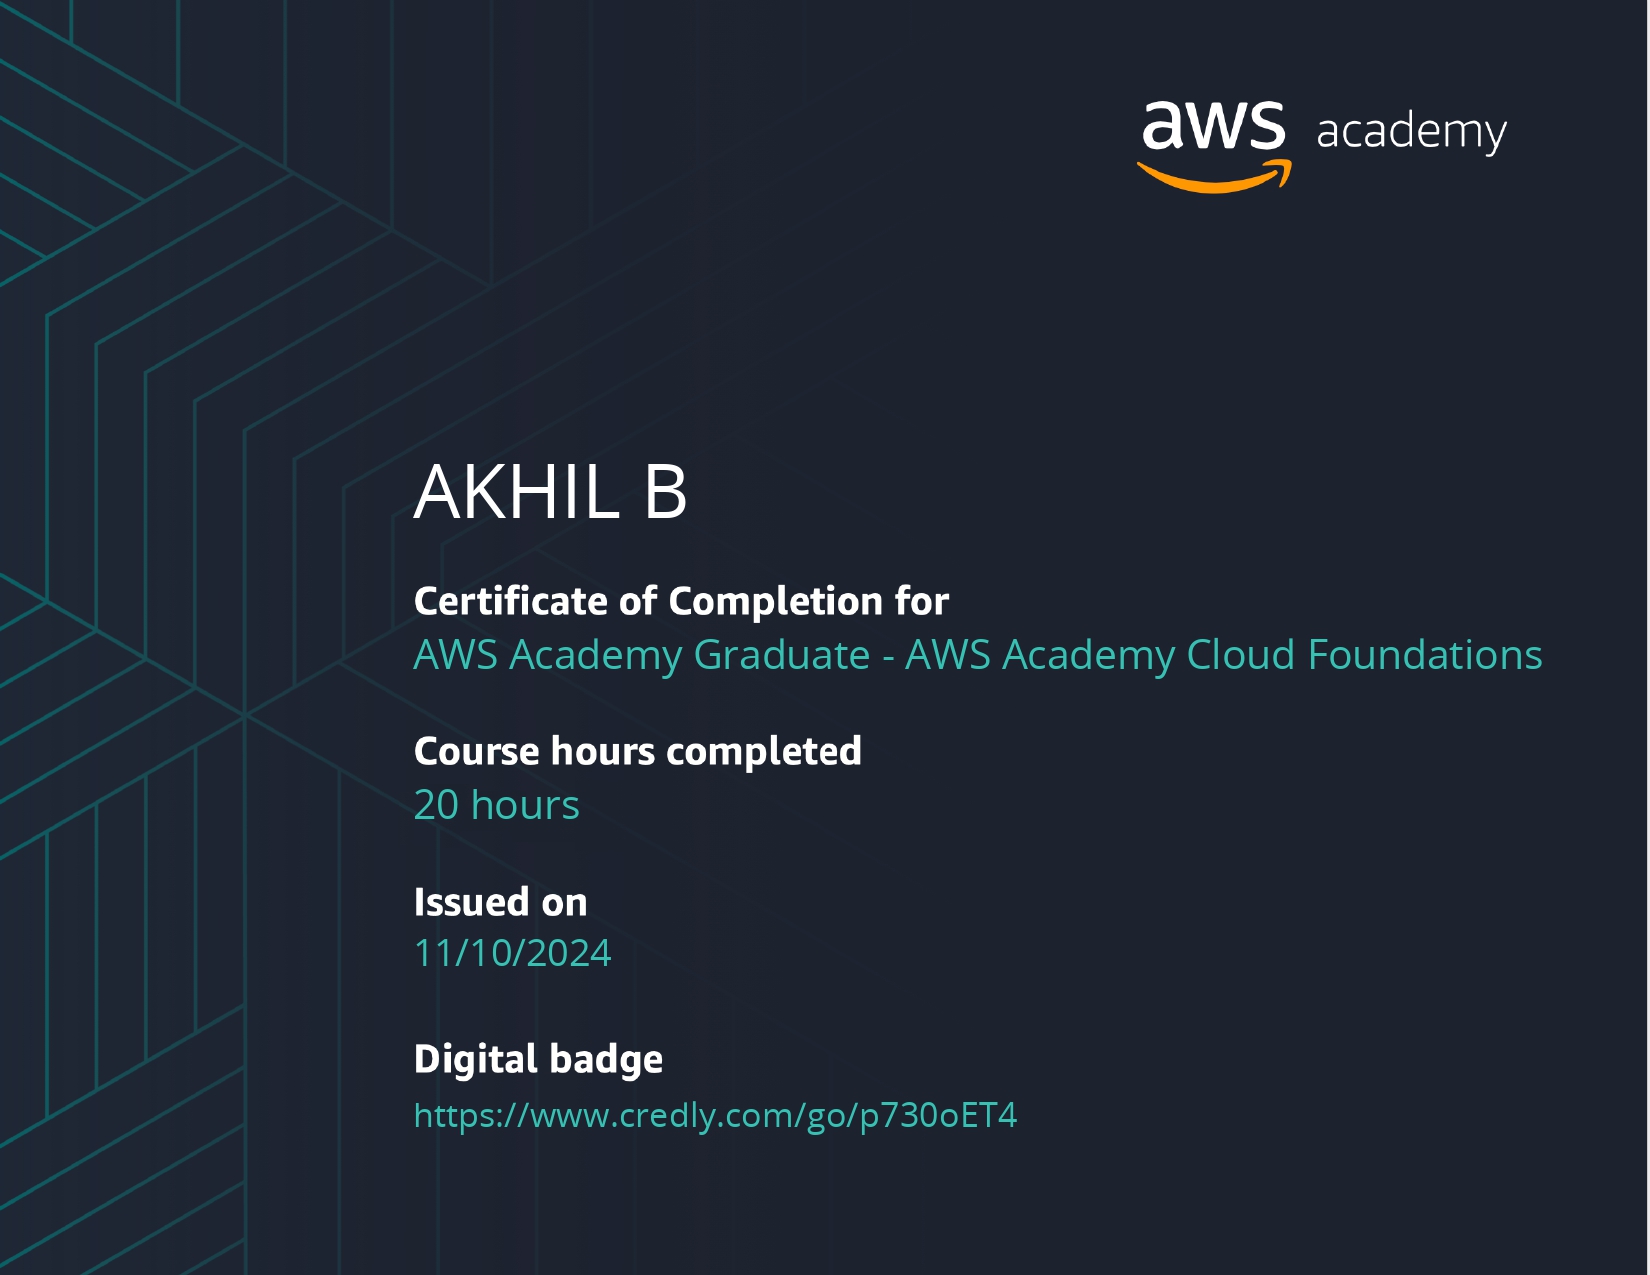 aws academy
AKHIL B
Certificate of Completion for
AWS Academy Graduate - AWS Academy Cloud Foundations
Course hours completed
20 hours
Issued on
11/10/2024
Digital badge
https://www.credly.com/go/p730oET4